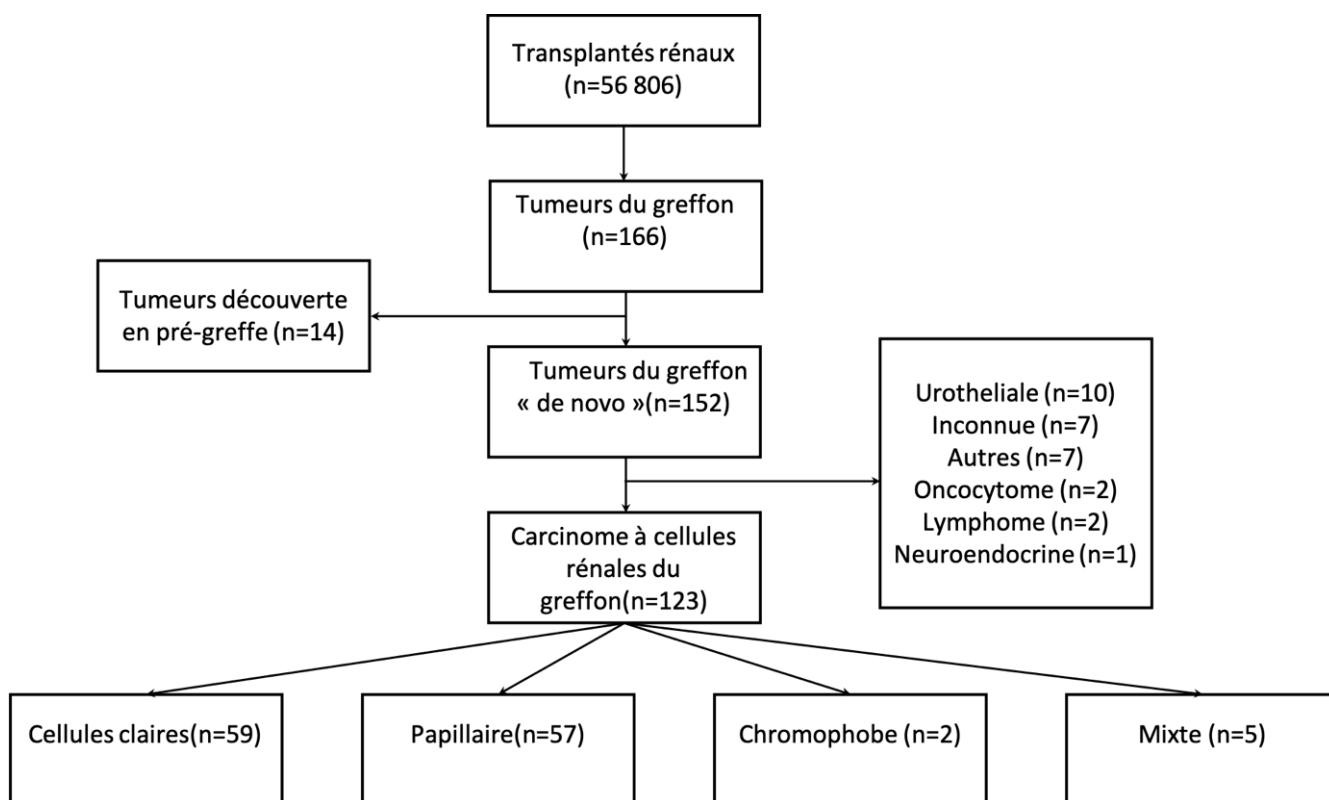 Transplantés rénaux
(n=56 806)
Tumeurs du greffon
(n=166)
Tumeurs découverte
en pré-greffe (n=14)
Tumeurs du greffon
« de novo »(n=152)
Urotheliale (n=10)
Inconnue (n=7)
Autres (n=7)
Oncocytome (n=2)
Lymphome (n=2)
Neuroendocrine (n=1)
Carcinome à cellules
rénales du
greffon(n=123)
Cellules claires(n=59)
Papillaire(n=57)
Chromophobe (n=2)
Mixte (n=5)